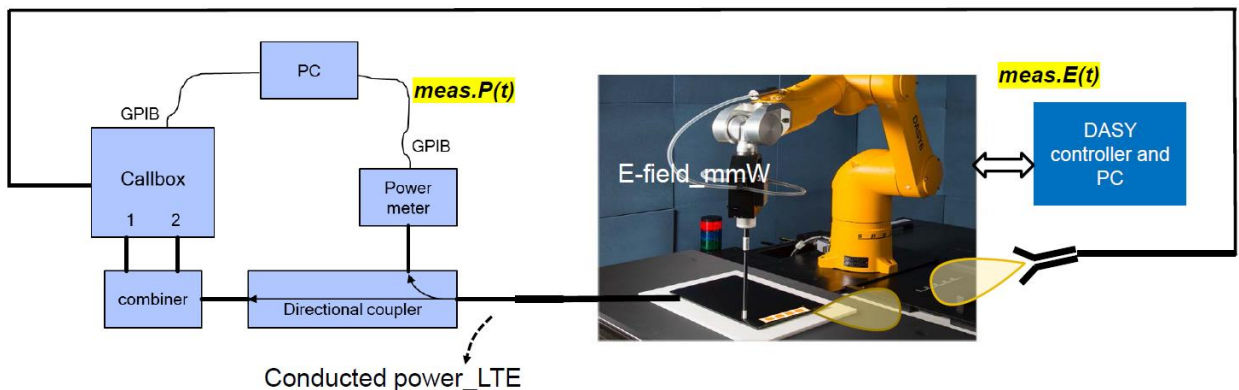 PC
meas.P(t)
meas.E(t)
GPIB
GPIB
DASY
controller and
PC
Callbox
1 2
Power
meter
E-field_mmW
DASY6
combiner
Directional coupler
Conducted power_LTE